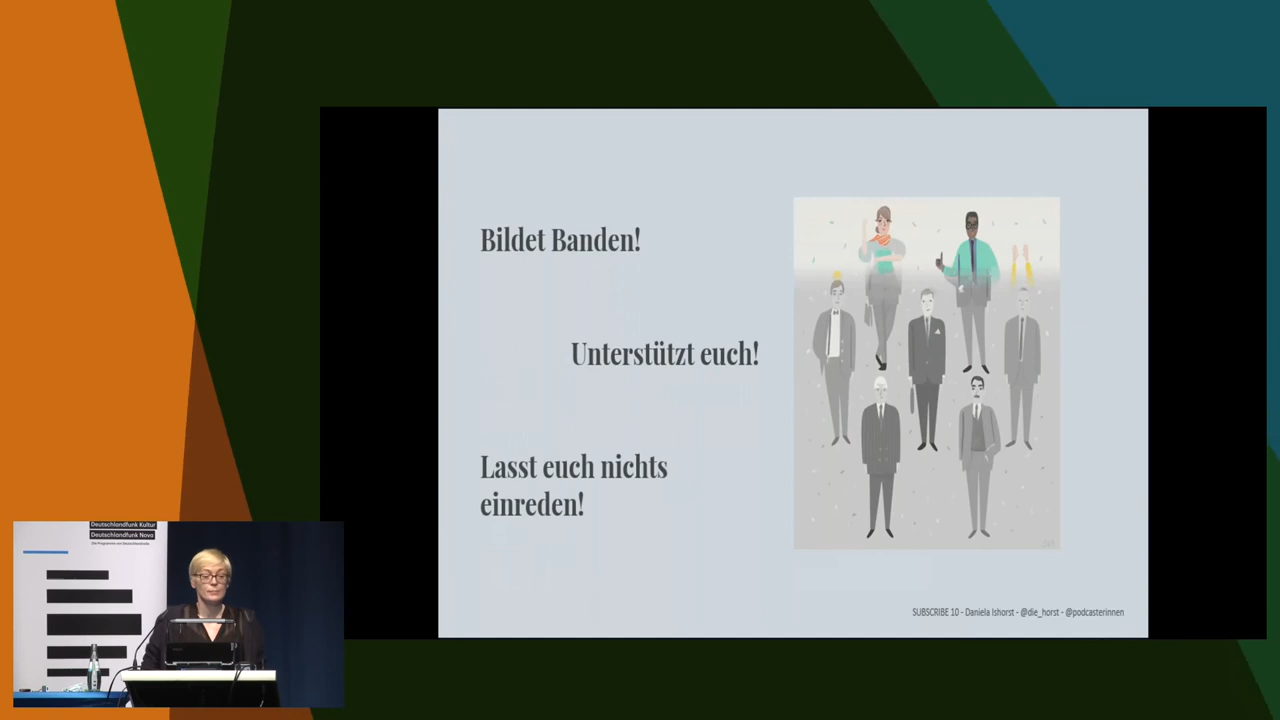 Bildet Banden!
Unterstützt euch!
Lasst euch nichts
einreden!
SUBSCRIBE 10 - Daniela Ishorst - @die_horst - @podcasterinnen
Deutschlandfunk Kultur
Deutschlandfunk Nova